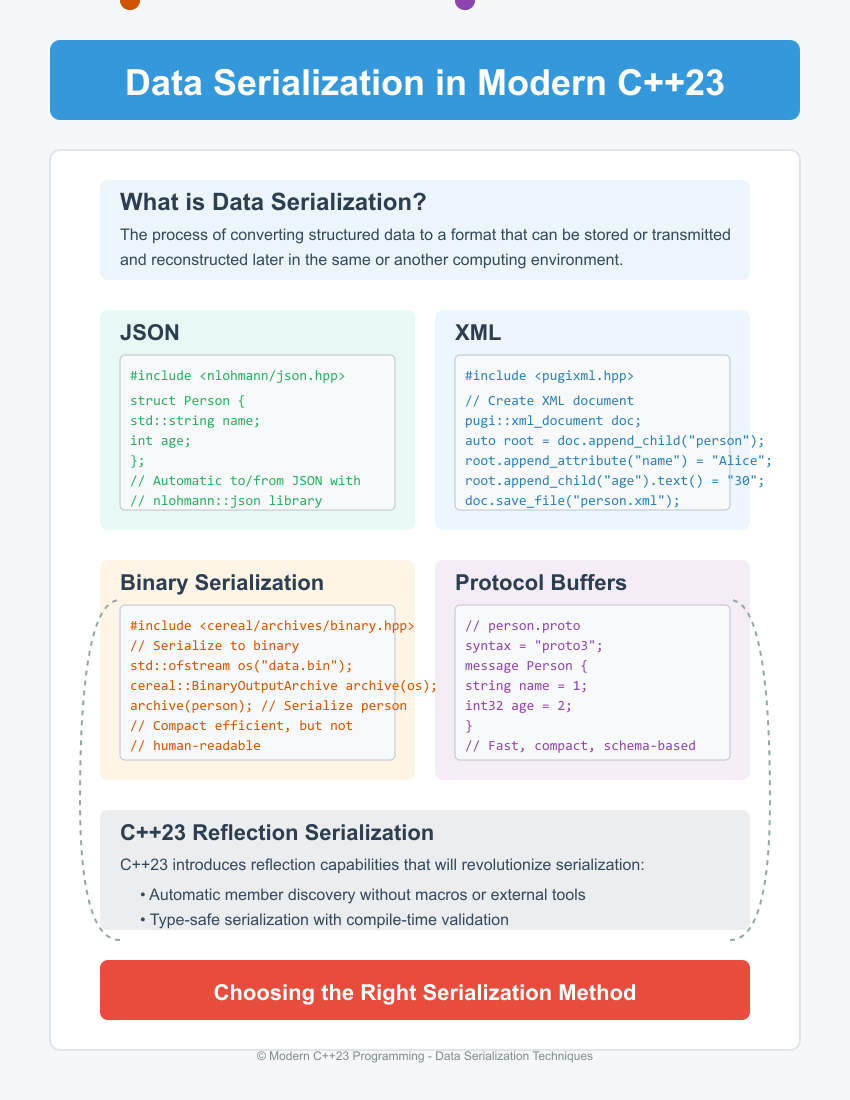 Data Serialization in Modern C++23
What is Data Serialization?
The process of converting structured data to a format that can be stored or transmitted
and reconstructed later in the same or another computing environment.
JSON
#include <nlohmann/json.hpp>
struct Person {
std::string name;
int age;
};
// Automatic to/from JSON with
// nlohmann::json library
XML
#include <pugixml.hpp>
// Create XML document
pugi::xml_document doc;
auto root = doc.append_child("person");
root.append_attribute("name") = "Alice";
root.append_child("age").text() = "30";
doc.save_file("person.xml");
Binary Serialization
#include <cereal/archives/binary.hpp>
// Serialize to binary
std::ofstream os("data.bin");
cereal::BinaryOutputArchive archive(os);
archive(person); // Serialize person
// Compact efficient, but not
// human-readable
Protocol Buffers
// person.proto
syntax = "proto3";
message Person {
string name = 1;
int32 age = 2;
}
// Fast, compact, schema-based
C++23 Reflection Serialization
C++23 introduces reflection capabilities that will revolutionize serialization:
• Automatic member discovery without macros or external tools
• Type-safe serialization with compile-time validation
Choosing the Right Serialization Method
© Modern C++23 Programming - Data Serialization Techniques